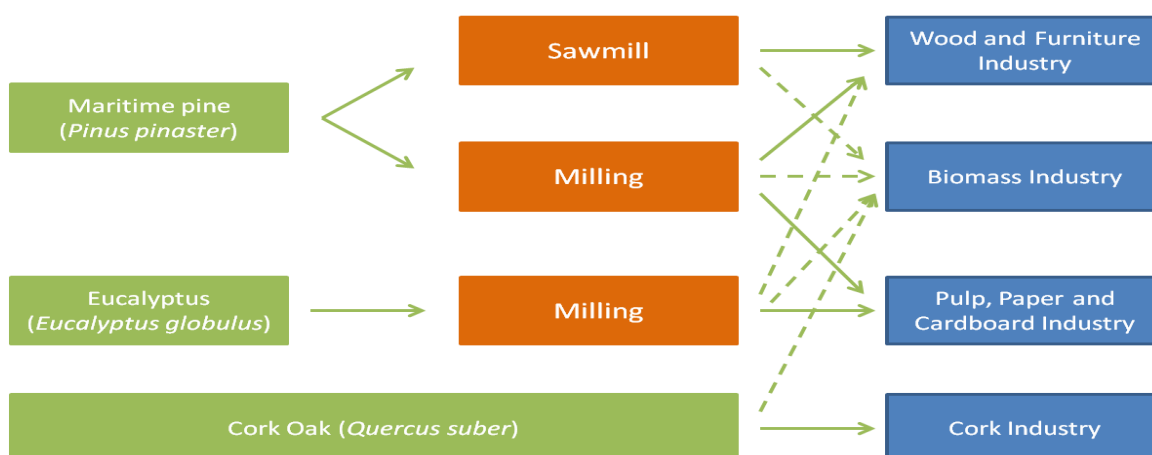 Sawmill
Wood and Furniture
Industry
Maritime pine
(Pinus pinaster)
Milling
Biomass Industry
Eucalyptus
(Eucalyptus globulus)
Milling
Pulp, Paper and
Cardboard Industry
Cork Oak (Quercus suber)
Cork Industry